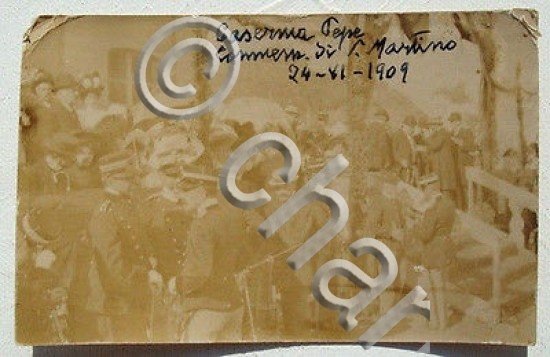 Caserma Pepe
Commem. di S. Martino
24-VI-1909
© char